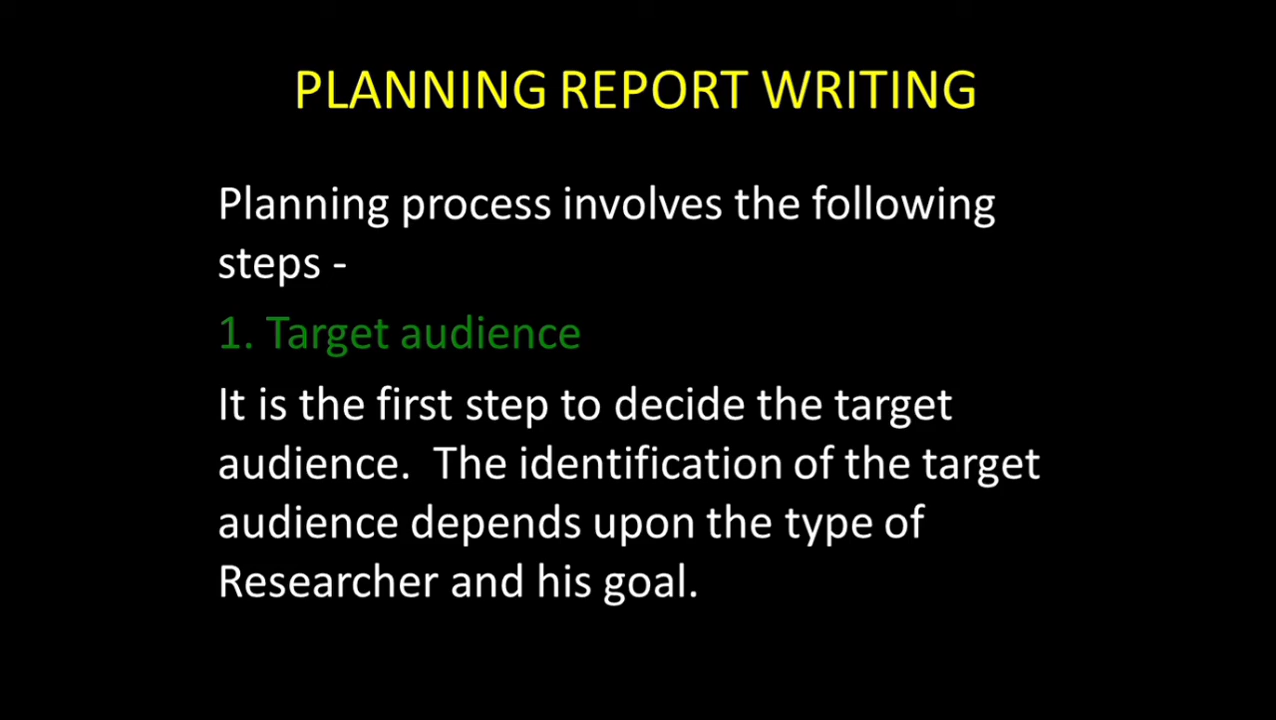 PLANNING REPORT WRITING
Planning process involves the following
steps -
1. Target audience
It is the first step to decide the target
audience.  The identification of the target
audience depends upon the type of
Researcher and his goal.